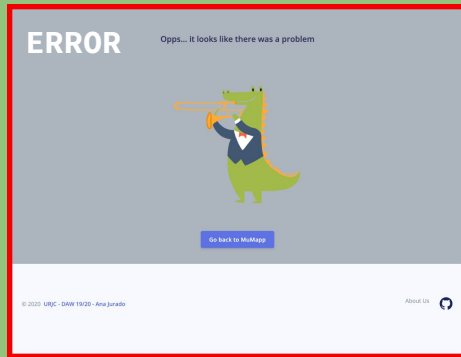 ERROR
Opps... it looks like there was a problem
Go back to MuMapp
© 2020 URJC - DAW 19/20 - Ana Jurado
About Us